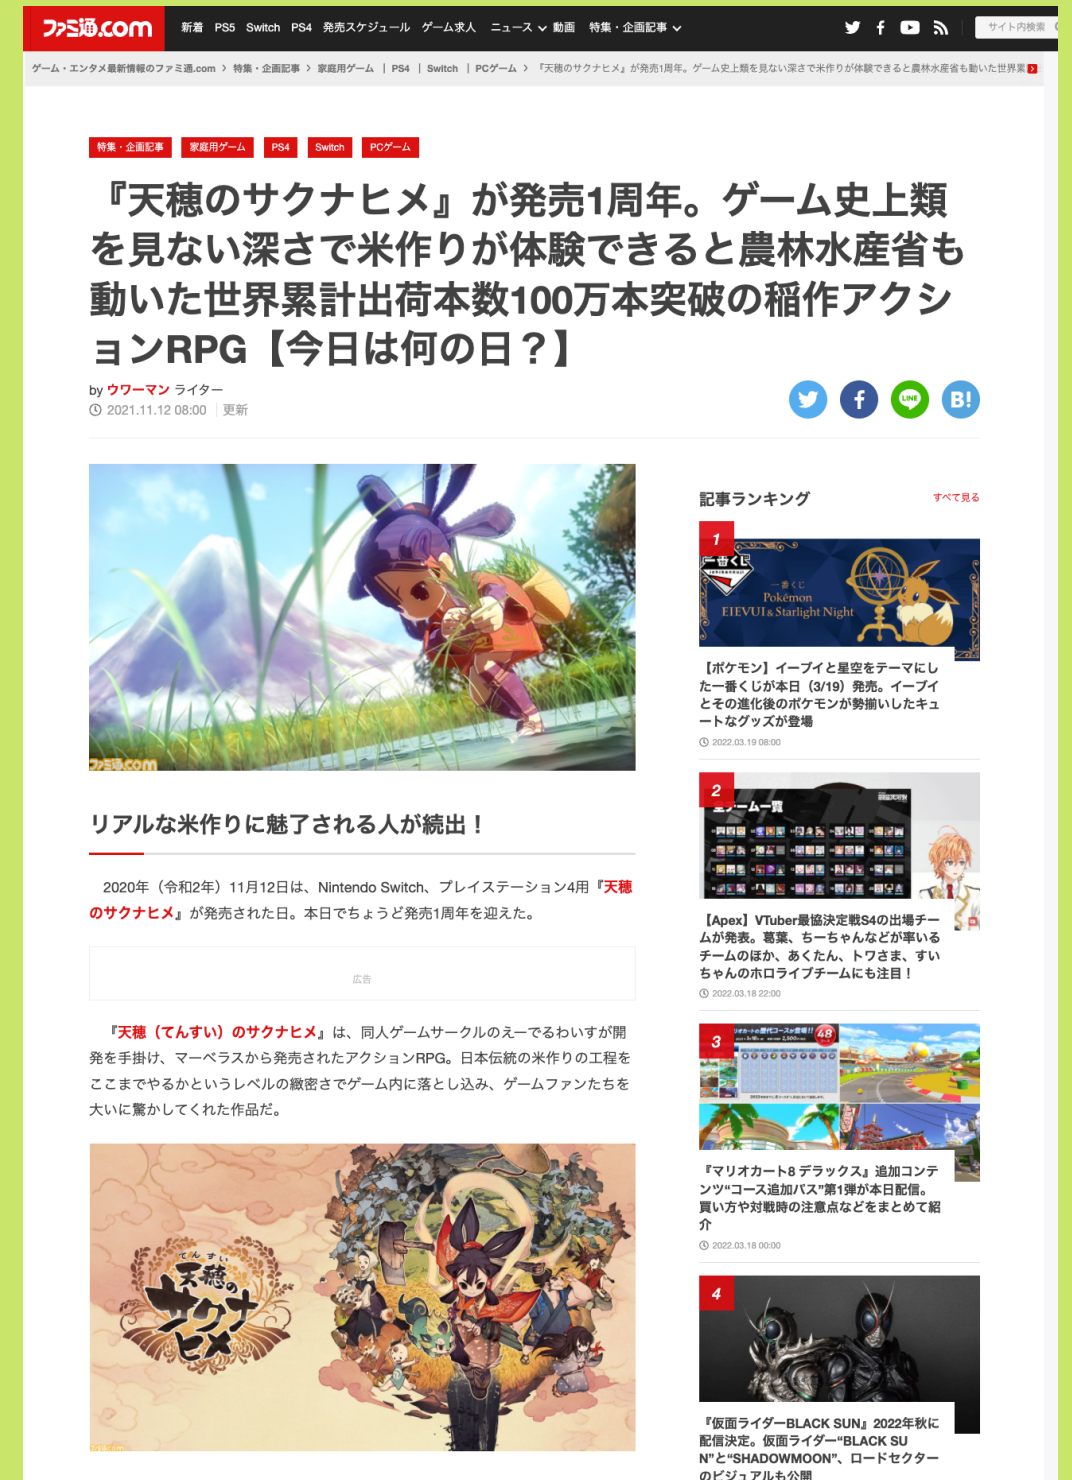 ファミ通.com 新着 PS5 Switch PS4 発売スケジュール ゲーム求人 ニュース 動画 特集・企画記事 サイト内検索
ゲーム・エンタメ最新情報のファミ通.com > 特集・企画記事 > 家庭用ゲーム | PS4 | Switch | PCゲーム > 『天穂のサクナヒメ』が発売1周年。ゲーム史上類を見ない深さで米作りが体験できると農林水産省も動いた世界累
特集・企画記事 家庭用ゲーム PS4 Switch PCゲーム
『天穂のサクナヒメ』が発売1周年。ゲーム史上類
を見ない深さで米作りが体験できると農林水産省も
動いた世界累計出荷本数100万本突破の稲作アクシ
ョンRPG【今日は何の日？】
by ウワーマン ライター
2021.11.12 08:00 更新
LINE
B!
ファミ通.com
リアルな米作りに魅了される人が続出！
2020年（令和2年）11月12日は、Nintendo Switch、プレイステーション4用『天穂
のサクナヒメ』が発売された日。本日でちょうど発売1周年を迎えた。
広告
『天穂（てんすい）のサクナヒメ』は、同人ゲームサークルのえーでるわいすが開
発を手掛け、マーベラスから発売されたアクションRPG。日本伝統の米作りの工程を
ここまでやるかというレベルの緻密さでゲーム内に落とし込み、ゲームファンたちを
大いに驚かしてくれた作品だ。
てんすい
天穂の
サクナ
ヒメ
記事ランキング すべて見る
1
一番くじ
一番くじ
Pokémon
EIEVUI & Starlight Night
【ポケモン】イーブイと星空をテーマにし
た一番くじが本日（3/19）発売。イーブイ
とその進化後のポケモンが勢揃いしたキュ
ートなグッズが登場
2022.03.19 08:00
2
全チーム一覧
【Apex】VTuber最協決定戦S4の出場チー
ムが発表。葛葉、ちーちゃんなどが率いる
チームのほか、あくたん、トワさま、すい
ちゃんのホロライブチームにも注目！
2022.03.18 22:00
3
リオカートの歴代コースが登場!!
48
『マリオカート8 デラックス』追加コンテ
ンツ“コース追加パス”第1弾が本日配信。
買い方や対戦時の注意点などをまとめて紹
介
2022.03.18 00:00
4
『仮面ライダーBLACK SUN』2022年秋に
配信決定。仮面ライダー“BLACK SU
N”と“SHADOWMOON”、ロードセクター
のビジュアルも公開